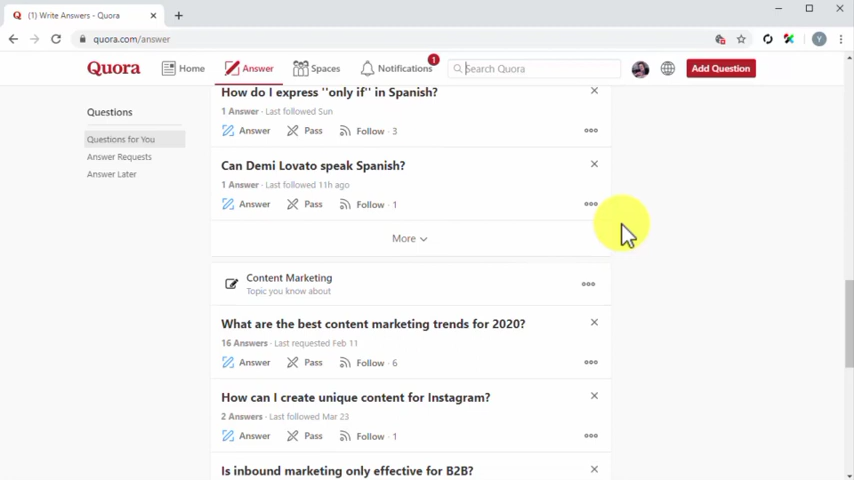 (1) Write Answers - Quora
quora.com/answer
Y
Quora Home Answer Spaces Notifications 1 Search Quora Add Question
Questions
Questions for You
Answer Requests
Answer Later
How do I express "only if" in Spanish?
1 Answer · Last followed Sun
Answer Pass Follow · 3
Can Demi Lovato speak Spanish?
1 Answer · Last followed 11h ago
Answer Pass Follow · 1
More
Content Marketing
Topic you know about
What are the best content marketing trends for 2020?
16 Answers · Last requested Feb 11
Answer Pass Follow · 6
How can I create unique content for Instagram?
2 Answers · Last followed Mar 23
Answer Pass Follow · 1
Is inbound marketing only effective for B2B?